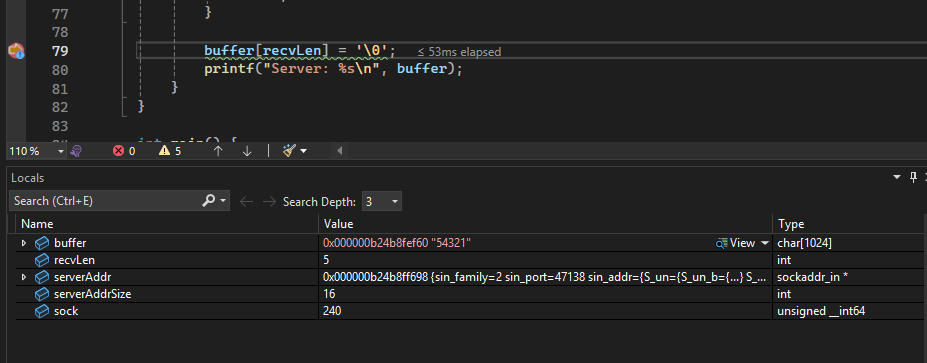 77 }
78
79 buffer[recvLen] = '\0'; ≤ 53ms elapsed
80 printf("Server: %s\n", buffer);
81 }
82 }
83
110 % 0 5
Locals
Search (Ctrl+E) Search Depth: 3
Name Value Type
buffer 0x000000b24b8fef60 "54321" View char[1024]
recvLen 5 int
serverAddr 0x000000b24b8ff698 {sin_family=2 sin_port=47138 sin_addr={S_un={S_un_b={...} S_... sockaddr_in *
serverAddrSize 16 int
sock 240 unsigned __int64